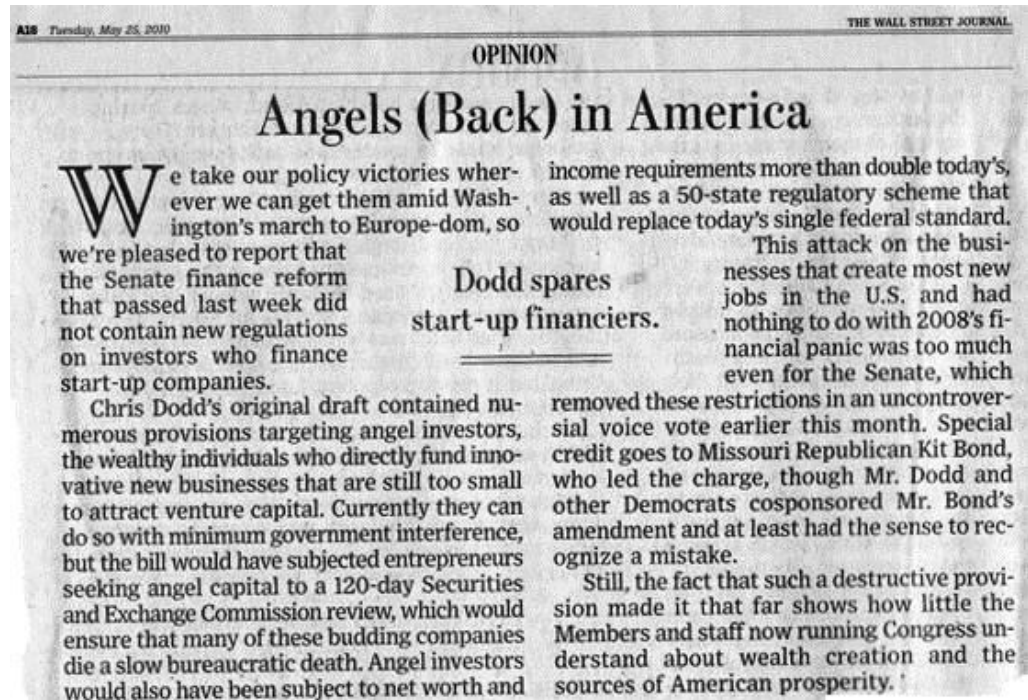 A18 Tuesday, May 25, 2010
THE WALL STREET JOURNAL.
OPINION
Angels (Back) in America
We take our policy victories wher-
ever we can get them amid Wash-
ington's march to Europe-dom, so
we're pleased to report that
the Senate finance reform
that passed last week did
not contain new regulations
on investors who finance
start-up companies.
Chris Dodd's original draft contained nu-
merous provisions targeting angel investors,
the wealthy individuals who directly fund inno-
vative new businesses that are still too small
to attract venture capital. Currently they can
do so with minimum government interference,
but the bill would have subjected entrepreneurs
seeking angel capital to a 120-day Securities
and Exchange Commission review, which would
ensure that many of these budding companies
die a slow bureaucratic death. Angel investors
would also have been subject to net worth and
Dodd spares
start-up financiers.
income requirements more than double today's,
as well as a 50-state regulatory scheme that
would replace today's single federal standard.
This attack on the busi-
nesses that create most new
jobs in the U.S. and had
nothing to do with 2008's fi-
nancial panic was too much
even for the Senate, which
removed these restrictions in an uncontrover-
sial voice vote earlier this month. Special
credit goes to Missouri Republican Kit Bond,
who led the charge, though Mr. Dodd and
other Democrats cosponsored Mr. Bond's
amendment and at least had the sense to rec-
ognize a mistake.
Still, the fact that such a destructive provi-
sion made it that far shows how little the
Members and staff now running Congress un-
derstand about wealth creation and the
sources of American prosperity.